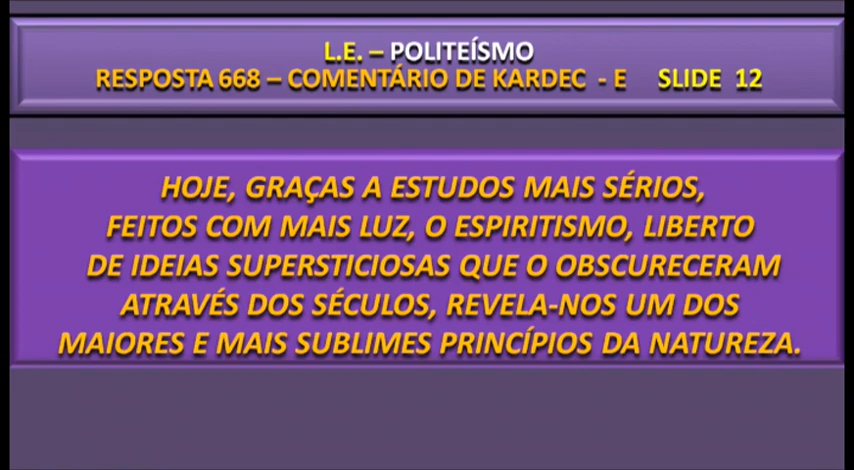 L.E. – POLITEÍSMO
RESPOSTA 668 – COMENTÁRIO DE KARDEC - E SLIDE 12
HOJE, GRAÇAS A ESTUDOS MAIS SÉRIOS,
FEITOS COM MAIS LUZ, O ESPIRITISMO, LIBERTO
DE IDEIAS SUPERSTICIOSAS QUE O OBSCURECERAM
ATRAVÉS DOS SÉCULOS, REVELA-NOS UM DOS
MAIORES E MAIS SUBLIMES PRINCÍPIOS DA NATUREZA.